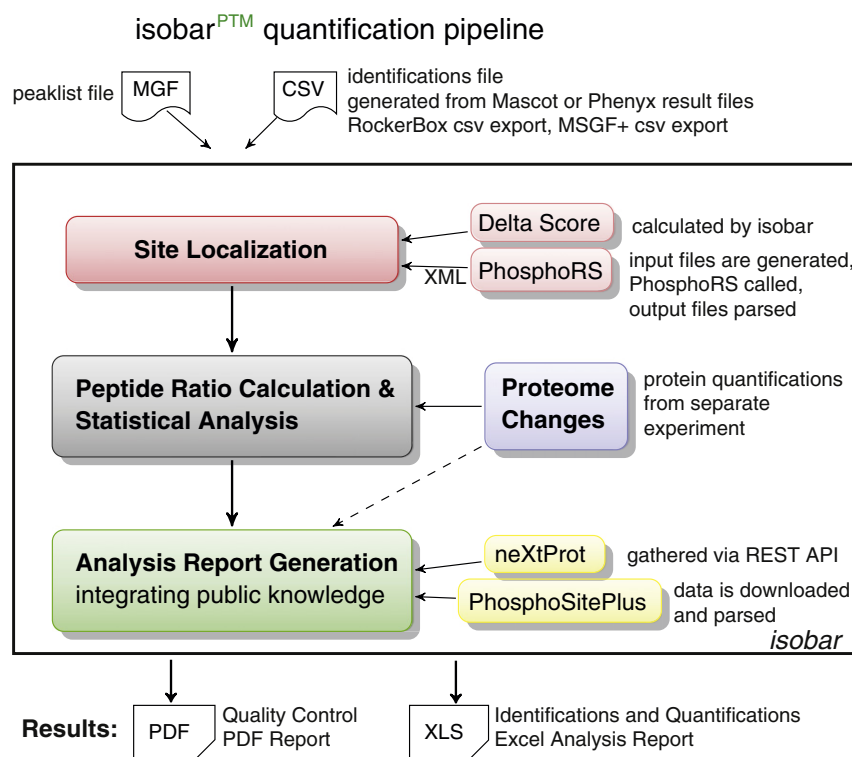 isobarPTM quantification pipeline
peaklist file
MGF
CSV
identifications file
generated from Mascot or Phenyx result files
RockerBox csv export, MSGF+ csv export
Site Localization
Delta Score
calculated by isobar
XML
PhosphoRS
input files are generated,
PhosphoRS called,
output files parsed
Peptide Ratio Calculation &
Statistical Analysis
Proteome
Changes
protein quantifications
from separate
experiment
Analysis Report Generation
integrating public knowledge
neXtProt
gathered via REST API
PhosphoSitePlus
data is downloaded
and parsed
isobar
Results:
PDF
Quality Control
PDF Report
XLS
Identifications and Quantifications
Excel Analysis Report